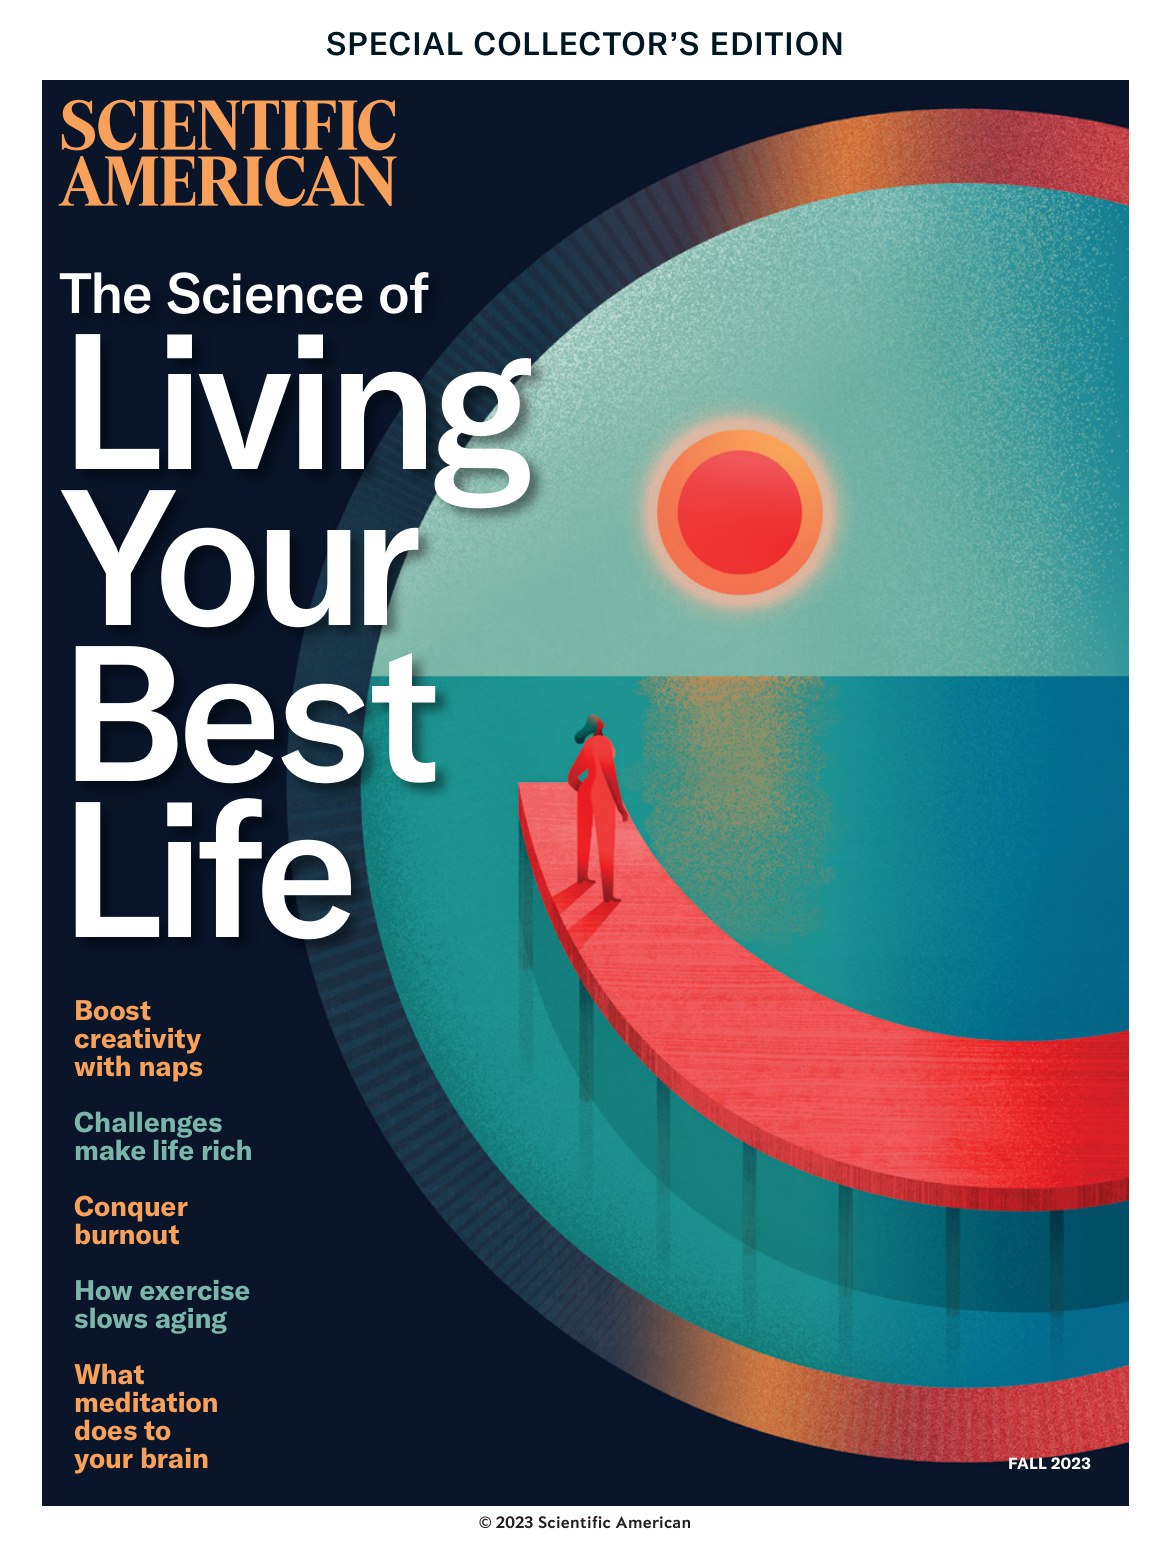 SPECIAL COLLECTOR’S EDITION
SCIENTIFIC
AMERICAN
The Science of
Living
Your
Best
Life
Boost
creativity
with naps
Challenges
make life rich
Conquer
burnout
How exercise
slows aging
What
meditation
does to
your brain
FALL 2023
© 2023 Scientific American